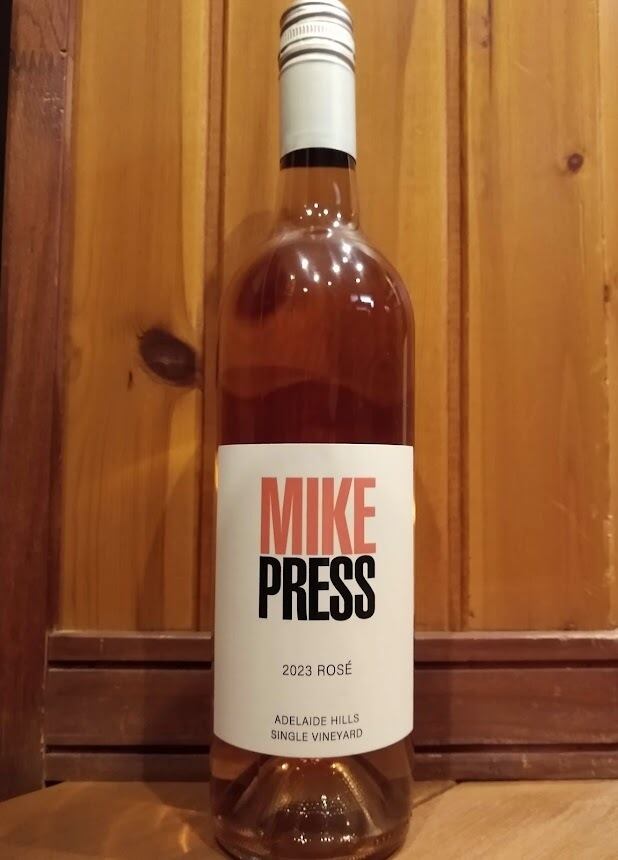 MIKE
PRESS
2023 ROSÉ
ADELAIDE HILLS
SINGLE VINEYARD